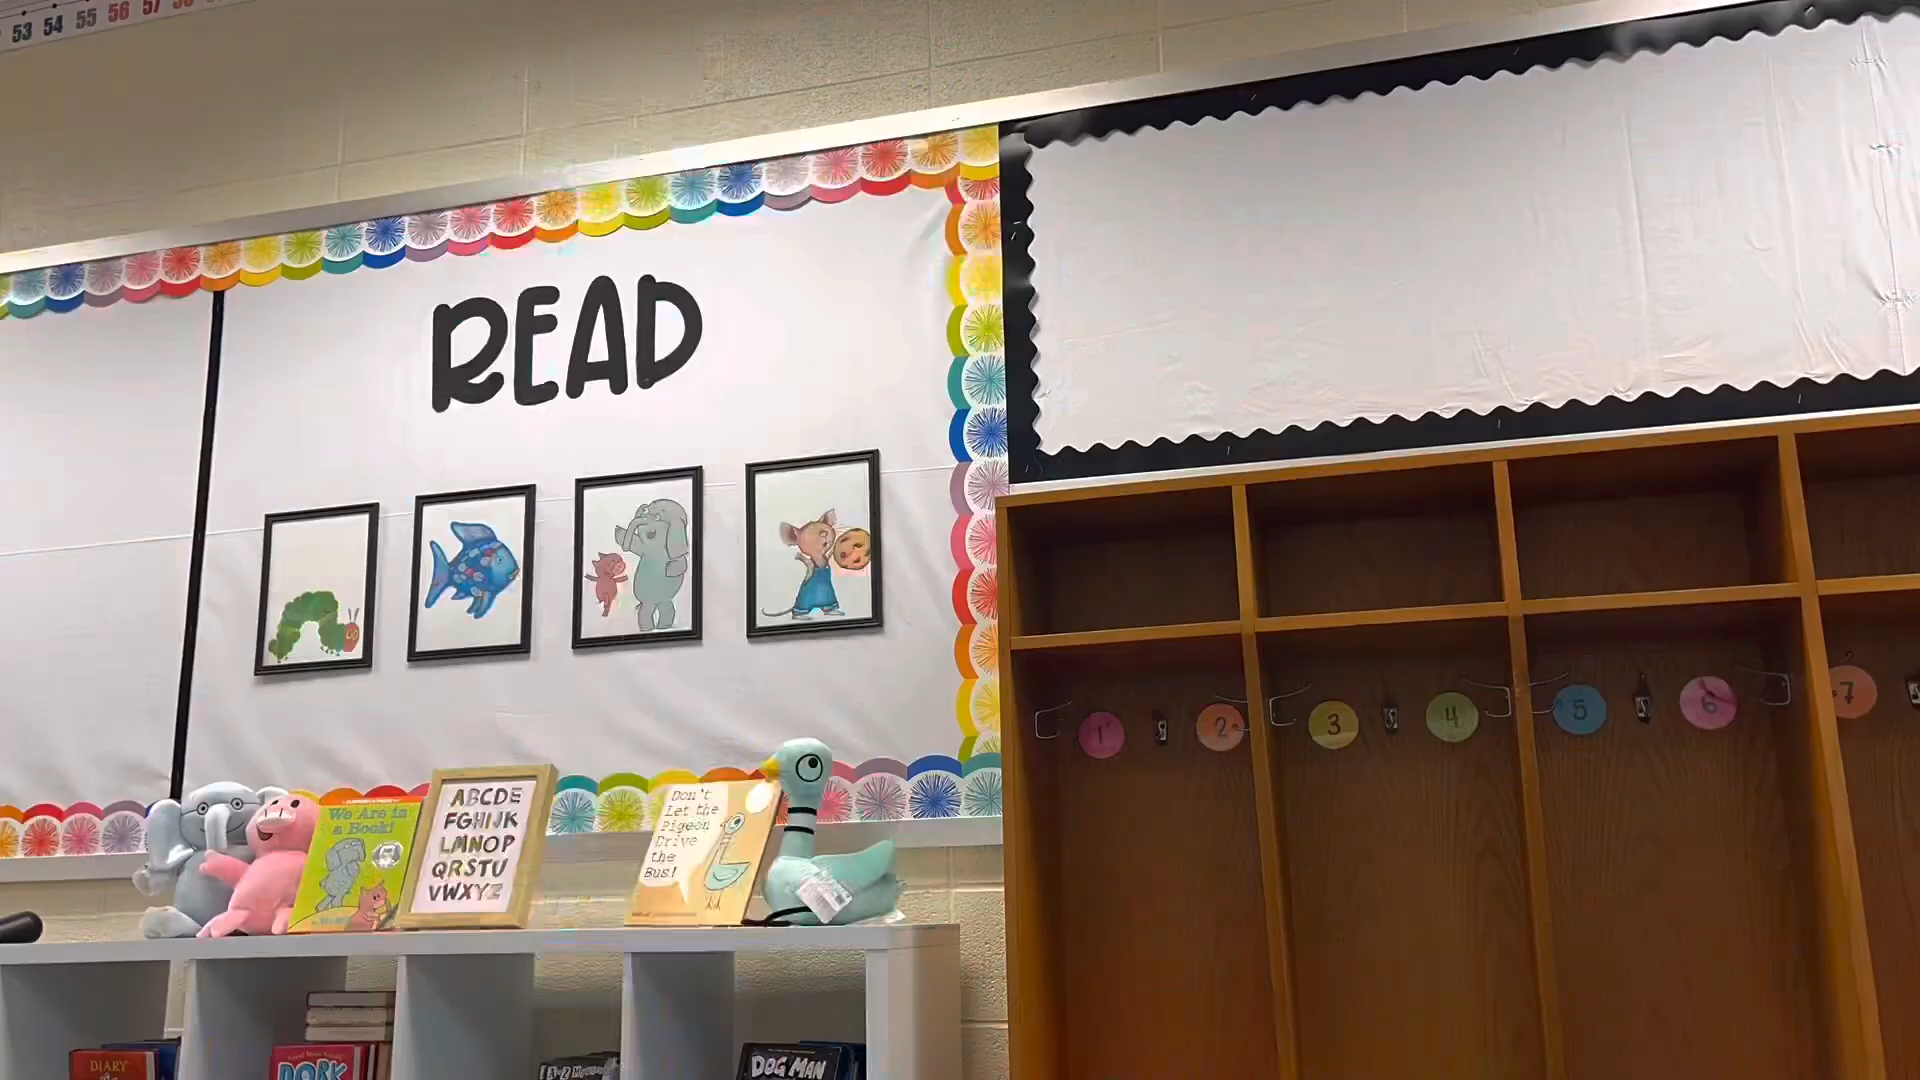 53 54 55 56 57 58
READ
We Are in
a Book!
ABCDE
FGHIJK
LMNOP
QRSTU
VWXYZ
Don't
Let the
Pigeon
Drive
the
Bus!
1 2 3 4 5 6 7
DIARY
DORK
DOG MAN